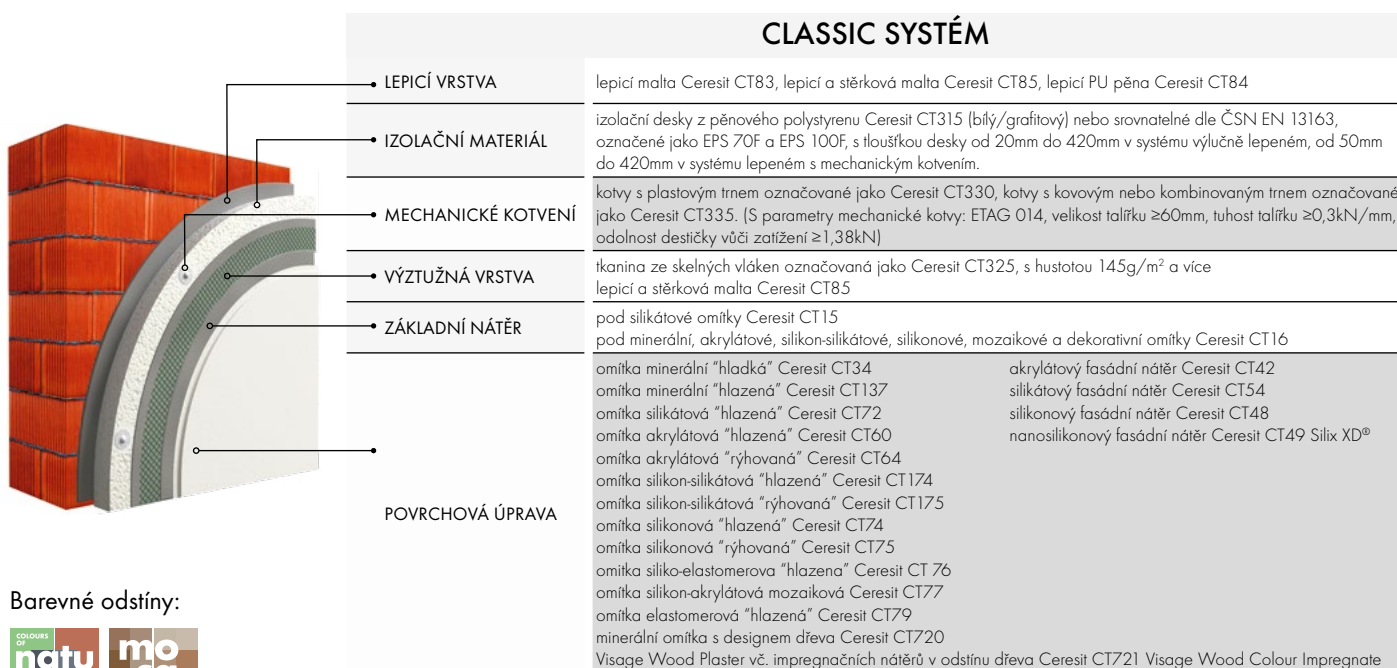 CLASSIC SYSTÉM
LEPICÍ VRSTVA
lepicí malta Ceresit CT83, lepicí a stěrková malta Ceresit CT85, lepicí PU pěna Ceresit CT84
IZOLAČNÍ MATERIÁL
izolační desky z pěnového polystyrenu Ceresit CT315 (bílý/grafitový) nebo srovnatelné dle ČSN EN 13163,
označené jako EPS 70F a EPS 100F, s tloušťkou desky od 20mm do 420mm v systému výlučně lepeném, od 50mm
do 420mm v systému lepeném s mechanickým kotvením.
MECHANICKÉ KOTVENÍ
kotvy s plastovým trnem označované jako Ceresit CT330, kotvy s kovovým nebo kombinovaným trnem označované
jako Ceresit CT335. (S parametry mechanické kotvy: ETAG 014, velikost talířku ≥60mm, tuhost talířku ≥0,3kN/mm,
odolnost destičky vůči zatížení ≥1,38kN)
VÝZTUŽNÁ VRSTVA
tkanina ze skelných vláken označovaná jako Ceresit CT325, s hustotou 145g/m² a více
lepicí a stěrková malta Ceresit CT85
ZÁKLADNÍ NÁTĚR
pod silikátové omítky Ceresit CT15
pod minerální, akrylátové, silikon-silikátové, silikonové, mozaikové a dekorativní omítky Ceresit CT16
POVRCHOVÁ ÚPRAVA
omítka minerální "hladká" Ceresit CT34
omítka minerální "hlazená" Ceresit CT137
omítka silikátová "hlazená" Ceresit CT72
omítka akrylátová "hlazená" Ceresit CT60
omítka akrylátová "rýhovaná" Ceresit CT64
omítka silikon-silikátová "hlazená" Ceresit CT174
omítka silikon-silikátová "rýhovaná" Ceresit CT175
omítka silikonová "hlazená" Ceresit CT74
omítka silikonová "rýhovaná" Ceresit CT75
omitka siliko-elastomerova "hlazena" Ceresit CT 76
omítka silikon-akrylátová mozaiková Ceresit CT77
omítka elastomerová "hlazená" Ceresit CT79
minerální omítka s designem dřeva Ceresit CT720
Visage Wood Plaster vč. impregnačních nátěrů v odstínu dřeva Ceresit CT721 Visage Wood Colour Impregnate
akrylátový fasádní nátěr Ceresit CT42
silikátový fasádní nátěr Ceresit CT54
silikonový fasádní nátěr Ceresit CT48
nanosilikonový fasádní nátěr Ceresit CT49 Silix XD®
Barevné odstíny:
COLOURS
OF
natu
mo